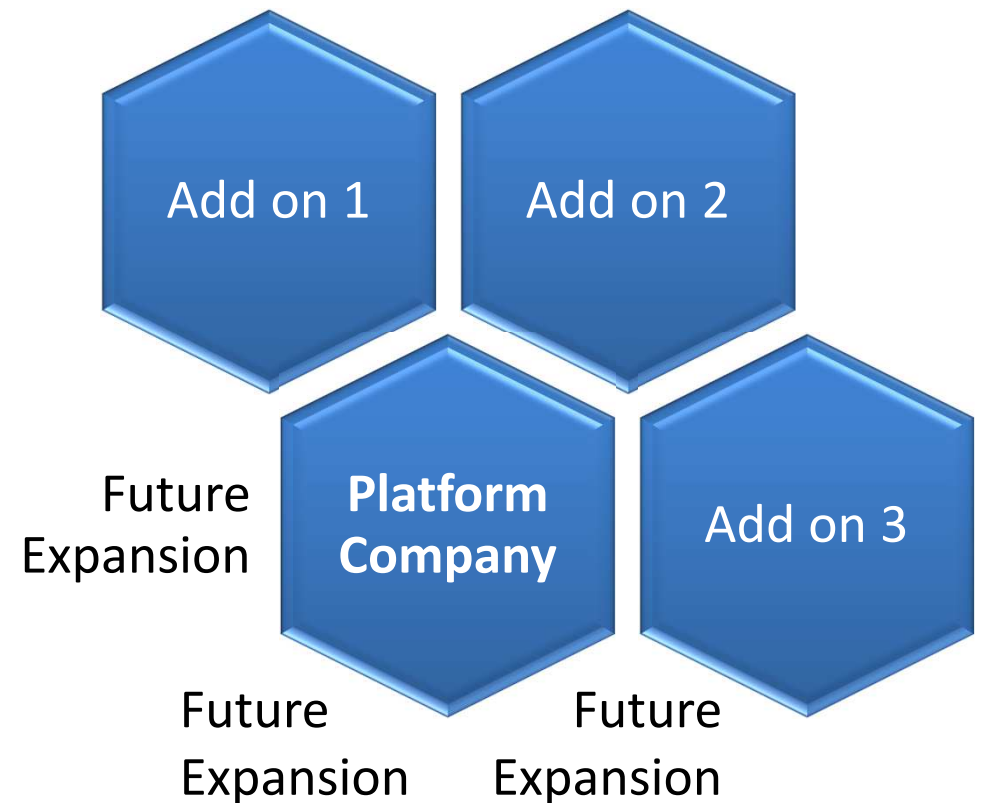 Add on 1
Add on 2
Future
Expansion
Platform
Company
Add on 3
Future
Expansion
Future
Expansion